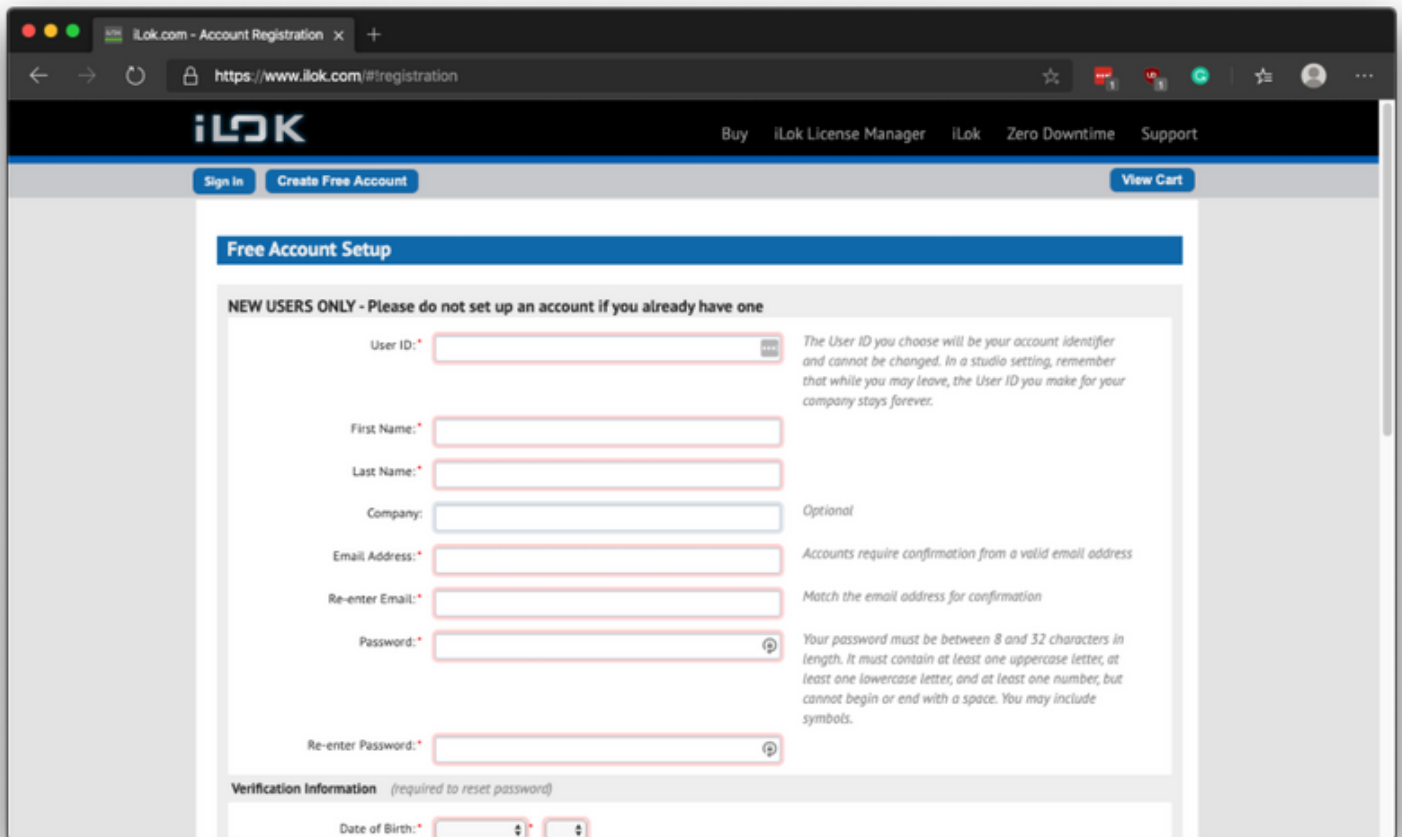 iLok.com - Account Registration
https://www.ilok.com/#!registration
1
1
iLOK
Buy iLok License Manager iLok Zero Downtime Support
Sign In Create Free Account View Cart
Free Account Setup
NEW USERS ONLY - Please do not set up an account if you already have one
User ID:*
The User ID you choose will be your account identifier
and cannot be changed. In a studio setting, remember
that while you may leave, the User ID you make for your
company stays forever.
First Name:*
Last Name:*
Company:
Optional
Email Address:*
Accounts require confirmation from a valid email address
Re-enter Email:*
Match the email address for confirmation
Password:*
Your password must be between 8 and 32 characters in
length. It must contain at least one uppercase letter, at
least one lowercase letter, and at least one number, but
cannot begin or end with a space. You may include
symbols.
Re-enter Password:*
Verification Information (required to reset password)
Date of Birth:* *